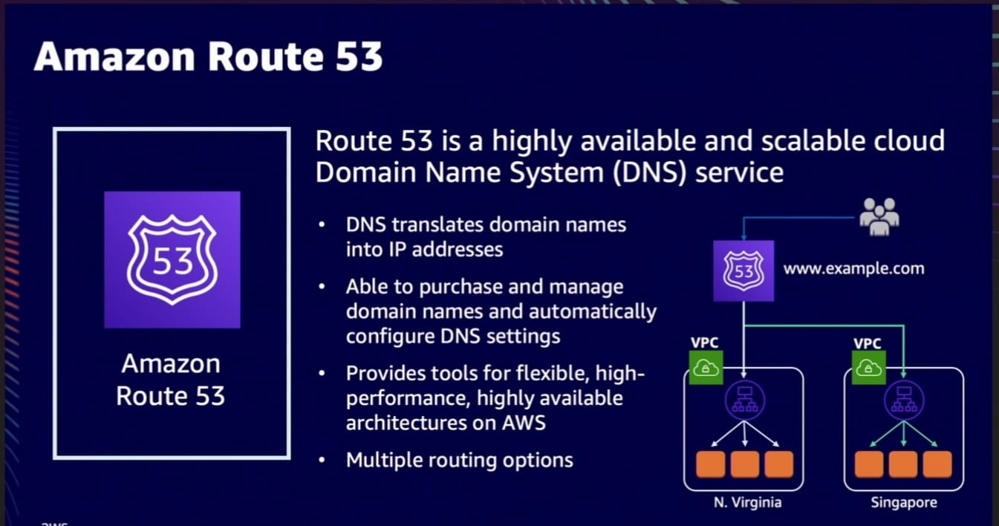 Amazon Route 53
53
Amazon
Route 53
Route 53 is a highly available and scalable cloud
Domain Name System (DNS) service
• DNS translates domain names
into IP addresses
• Able to purchase and manage
domain names and automatically
configure DNS settings
• Provides tools for flexible, high-
performance, highly available
architectures on AWS
• Multiple routing options
53
www.example.com
VPC
N. Virginia
VPC
Singapore
aws